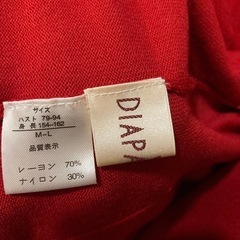 サイズ
バスト 79-94
身 長 154-162
M-L
品質表示
レーヨン 70%
ナイロン 30%
DIAPA